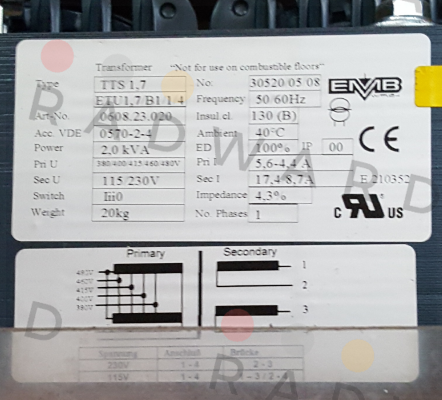 Transformer "Not for use on combustible floors"
Type TTS 1,7 No: 30520/05/08 EMB
ETU1,7/B1/1/4 Frequency 50/60Hz
Art-No. 0608.23.020 Insul cl. 130 (B)
Acc. VDE 0570-2-4 Ambient 40°C CE
Power 2,0 kVA ED 100% IP 00
Pri U 380/400/415/460/480V Pri I 5,6-4,4 A E 210352
Sec U 115/230V Sec I 17,4/8,7A
Switch Iii0 Impedance 4,3% C UR US
Weight 20kg No. Phases 1
Primary Secondary
480V 1
460V
415V 2
400V
380V 3
Spannung Anschluß Brücke
230V 1 - 4 2 - 3
115V 1 - 4
RADWARD
RADWARD